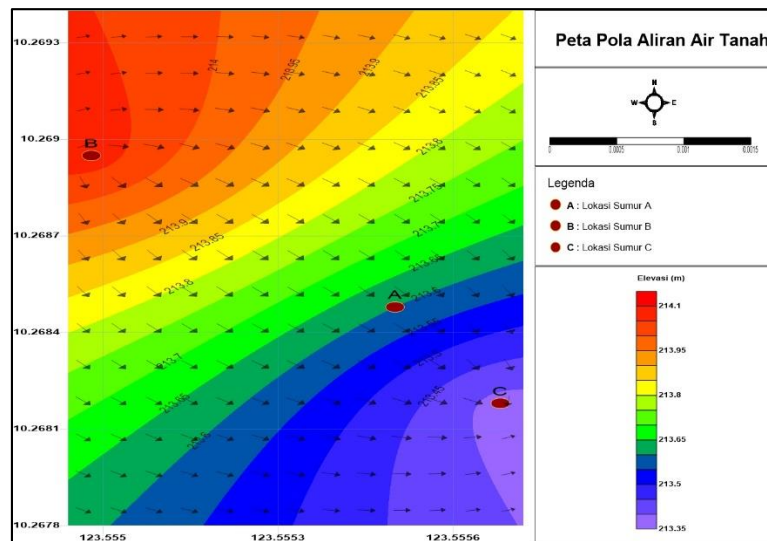 Peta Pola Aliran Air Tanah
N
W E
S
0 0.0005 0.001 0.0015
Legenda
A : Lokasi Sumur A
B : Lokasi Sumur B
C : Lokasi Sumur C
Elevasi (m)
214.1
213.95
213.8
213.65
213.5
213.35
10.2693
10.269
10.2687
10.2684
10.2681
10.2678
123.555
123.5553
123.5556
B
A
C
214
213.95
213.9
213.85
213.8
213.75
213.7
213.65
213.6
213.9
213.85
213.8
213.7
213.65
213.45